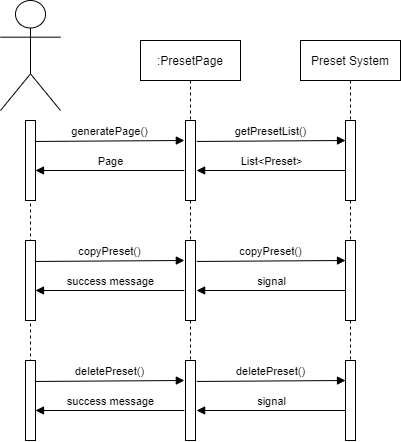 :PresetPage
Preset System
generatePage()
getPresetList()
Page
List<Preset>
copyPreset()
copyPreset()
success message
signal
deletePreset()
deletePreset()
success message
signal